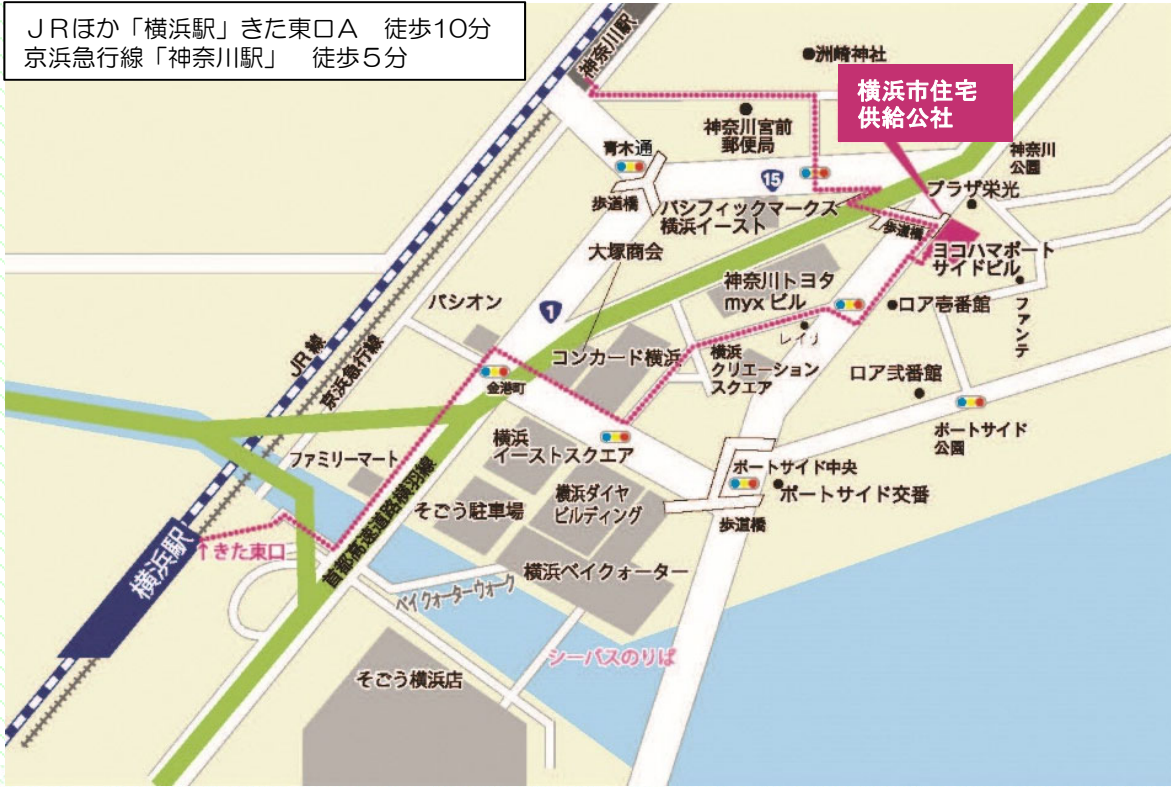 ＪＲほか「横浜駅」きた東口Ａ　徒歩10分
京浜急行線「神奈川駅」　徒歩５分
神奈川駅
洲崎神社
横浜市住宅
供給公社
神奈川宮前
郵便局
神奈川
公園
青木通
15
プラザ栄光
歩道橋
パシフィックマークス
横浜イースト
歩道橋
大塚商会
ヨコハマポート
サイドビル
神奈川トヨタ
myx ビル
パシオン
1
ロア壱番館
ファンテ
レイナ
JR線
京浜急行線
コンカード横浜
横浜
クリエーション
スクエア
ロア弐番館
金港町
ポートサイド
公園
横浜
イーストスクエア
ファミリーマート
ポートサイド中央
ポートサイド交番
横浜ダイヤ
ビルディング
そごう駐車場
歩道橋
首都高速道路横羽線
横浜駅
↑きた東口
横浜ベイクォーター
ベイクォーターウォーク
シーバスのりば
そごう横浜店